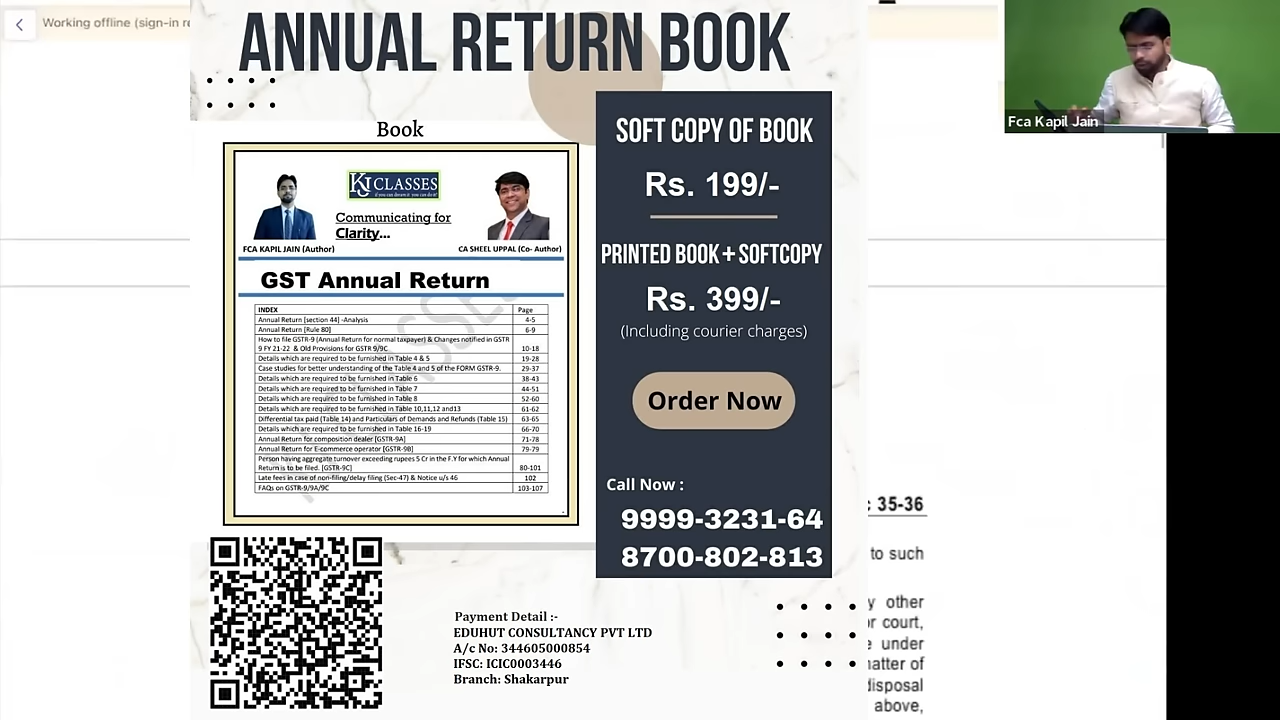 Working offline (sign-in re
ANNUAL RETURN BOOK
Fca Kapil Jain
Book
KJ CLASSES
if you can dream it you can do it
Communicating for
Clarity...
FCA KAPIL JAIN (Author)
CA SHEEL UPPAL (Co- Author)
GST Annual Return
INDEX Page
Annual Return [section 44] -Analysis 4-5
Annual Return [Rule 80] 6-9
How to file GSTR-9 (Annual Return for normal taxpayer) & Changes notified in GSTR
9 FY 21-22 & Old Provisions for GSTR 9/9C 10-18
Details which are required to be furnished in Table 4 & 5 19-28
Case studies for better understanding of the Table 4 and 5 of the FORM GSTR-9. 29-37
Details which are required to be furnished in Table 6 38-43
Details which are required to be furnished in Table 7 44-51
Details which are required to be furnished in Table 8 52-60
Details which are required to be furnished in Table 10,11,12 and13 61-62
Differential tax paid (Table 14) and Particulars of Demands and Refunds (Table 15) 63-65
Details which are required to be furnished in Table 16-19 66-70
Annual Return for composition dealer [GSTR-9A] 71-78
Annual Return for E-commerce operator [GSTR-9B] 79-79
Person having aggregate turnover exceeding rupees 5 Cr in the F.Y for which Annual
Return is to be filed. [GSTR-9C] 80-101
Late fees in case of non-filing/delay filing (Sec-47) & Notice u/s 46 102
FAQs on GSTR-9/9A/9C 103-107
SOFT COPY OF BOOK
Rs. 199/-
PRINTED BOOK + SOFTCOPY
Rs. 399/-
(Including courier charges)
Order Now
Call Now :
9999-3231-64
8700-802-813
Payment Detail :-
EDUHUT CONSULTANCY PVT LTD
A/c No: 344605000854
IFSC: ICIC0003446
Branch: Shakarpur
c 35-36
to such
y other
or court,
e under
matter of
disposal
above,